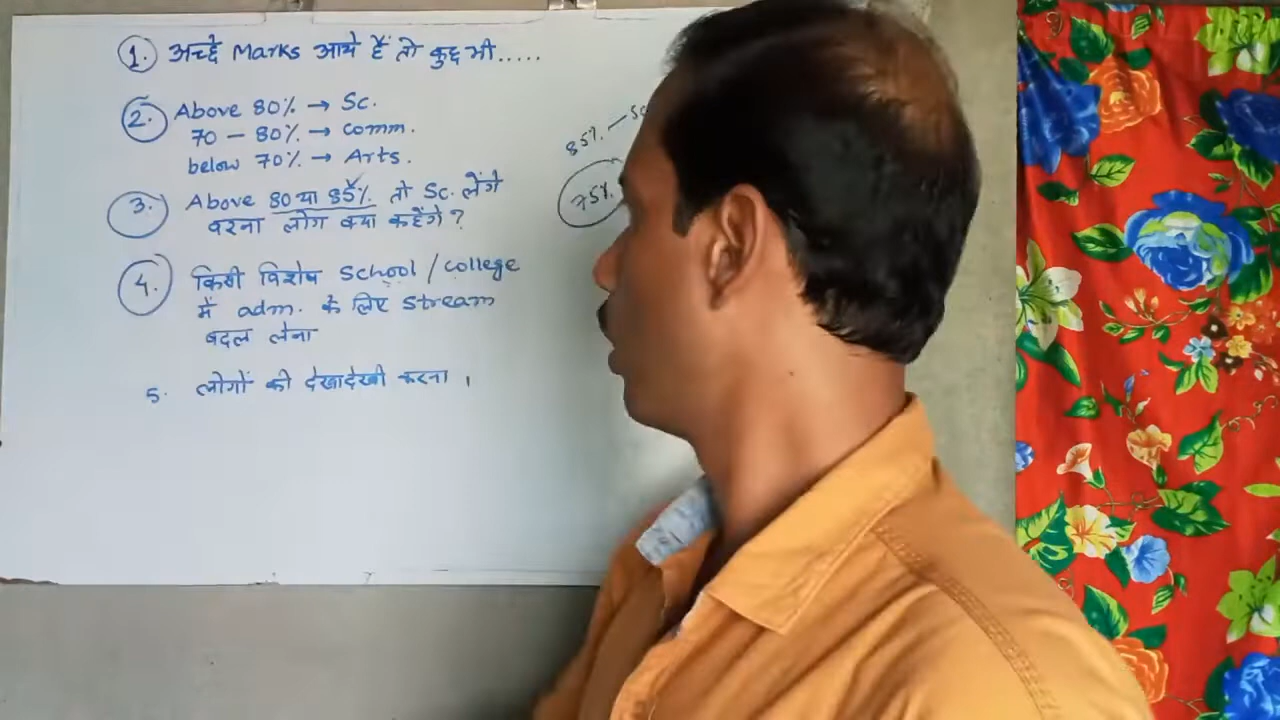 1. अच्छे Marks आये हैं तो कुछ भी.....
2. Above 80% → Sc.
70 – 80% → comm.
below 70% → Arts.
3. Above 80 या 85% तो Sc. लेंगे
वरना लोग क्या कहेंगे ?
4. किसी विशेष School / College
में adm. के लिए stream
बदल लेना
5. लोगों की देखादेखी करना ।
85% – Sc
75%